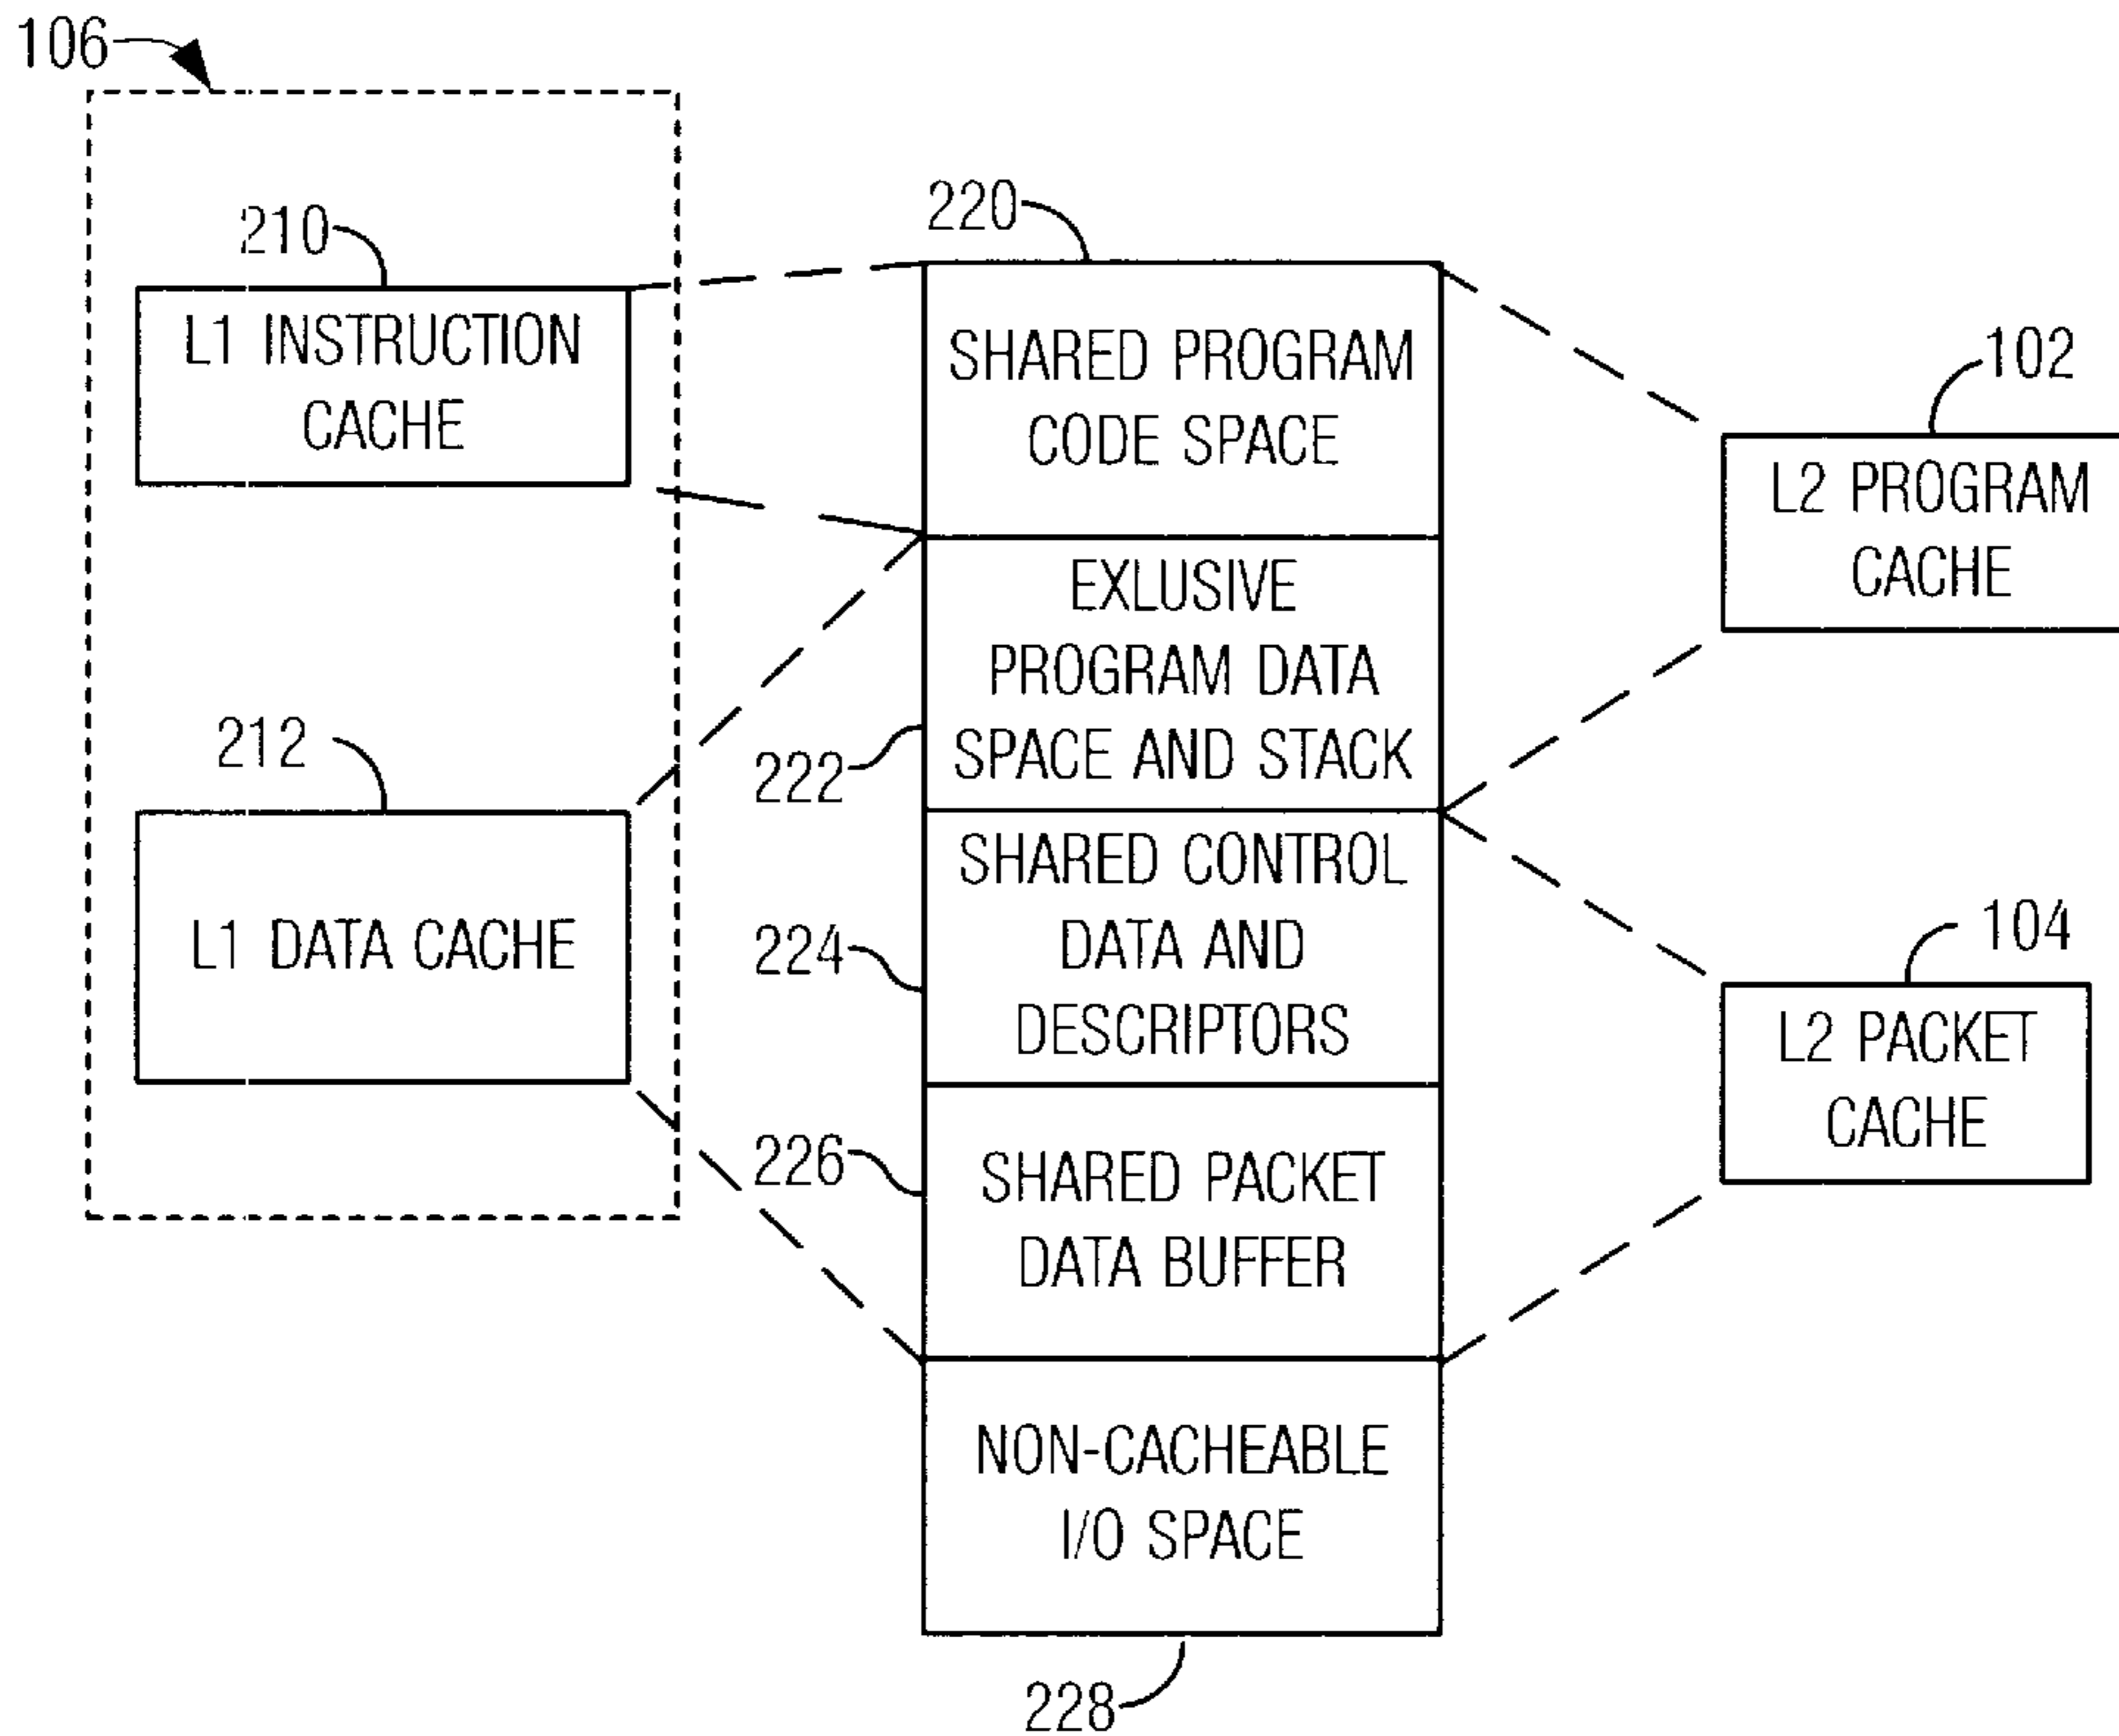 106
210
L1 INSTRUCTION
CACHE
212
L1 DATA CACHE
220
SHARED PROGRAM
CODE SPACE
EXLUSIVE
PROGRAM DATA
SPACE AND STACK
222
SHARED CONTROL
DATA AND
DESCRIPTORS
224
SHARED PACKET
DATA BUFFER
226
NON-CACHEABLE
I/O SPACE
228
102
L2 PROGRAM
CACHE
104
L2 PACKET
CACHE